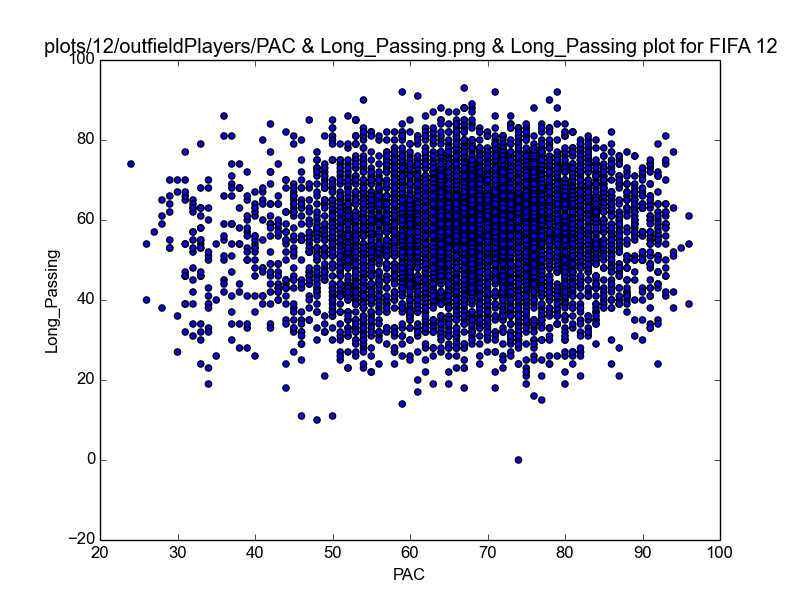 plots/12/outfieldPlayers/PAC & Long_Passing.png & Long_Passing plot for FIFA 12
100
80
60
40
20
0
−20
Long_Passing
20 30 40 50 60 70 80 90 100
PAC